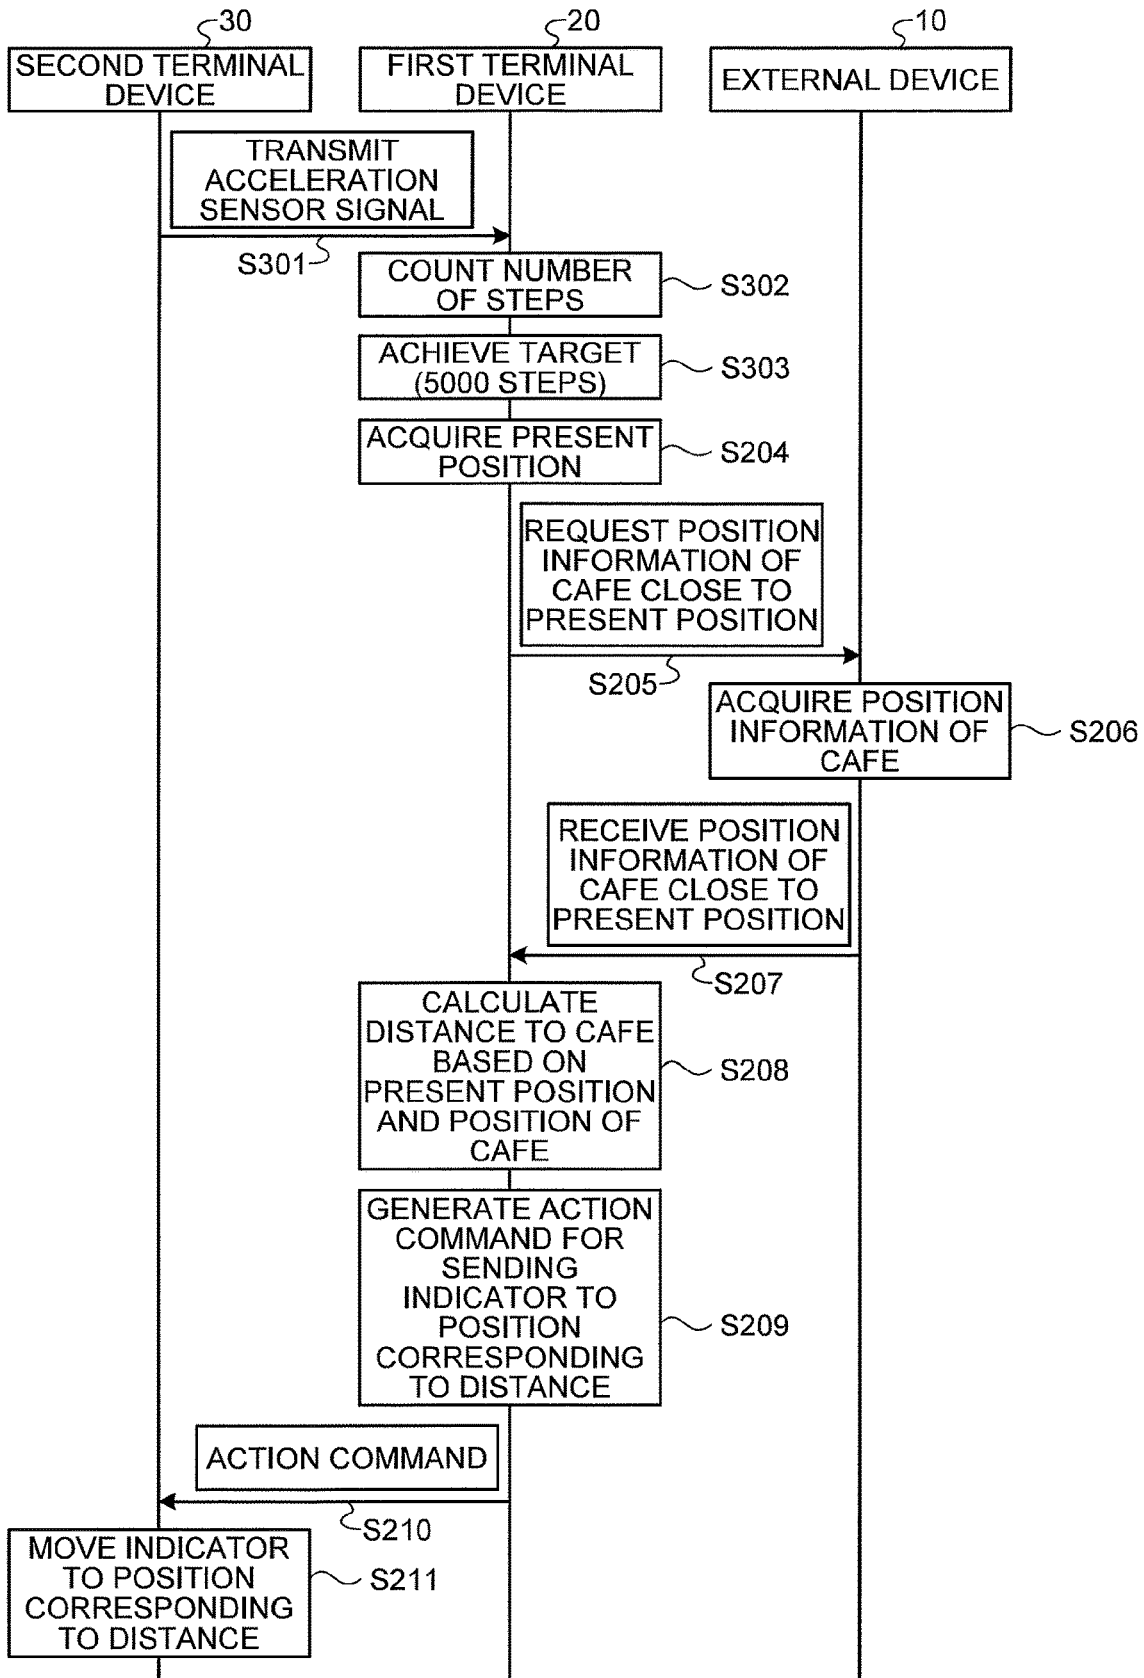 30
20
10
SECOND TERMINAL
DEVICE
FIRST TERMINAL
DEVICE
EXTERNAL DEVICE
TRANSMIT
ACCELERATION
SENSOR SIGNAL
S301
COUNT NUMBER
OF STEPS
S302
ACHIEVE TARGET
(5000 STEPS)
S303
ACQUIRE PRESENT
POSITION
S204
REQUEST POSITION
INFORMATION OF
CAFE CLOSE TO
PRESENT POSITION
S205
ACQUIRE POSITION
INFORMATION OF
CAFE
S206
RECEIVE POSITION
INFORMATION OF
CAFE CLOSE TO
PRESENT POSITION
S207
CALCULATE
DISTANCE TO CAFE
BASED ON
PRESENT POSITION
AND POSITION OF
CAFE
S208
GENERATE ACTION
COMMAND FOR
SENDING
INDICATOR TO
POSITION
CORRESPONDING
TO DISTANCE
S209
ACTION COMMAND
S210
MOVE INDICATOR
TO POSITION
CORRESPONDING
TO DISTANCE
S211